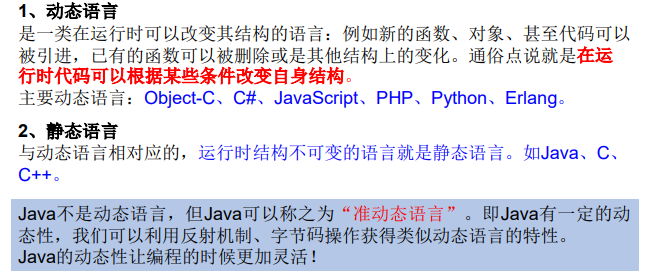 1、动态语言
是一类在运行时可以改变其结构的语言：例如新的函数、对象、甚至代码可以
被引进，已有的函数可以被删除或是其他结构上的变化。通俗点说就是在运
行时代码可以根据某些条件改变自身结构。
主要动态语言：Object-C、C#、JavaScript、PHP、Python、Erlang。
2、静态语言
与动态语言相对应的，运行时结构不可变的语言就是静态语言。如Java、C、
C++。
Java不是动态语言，但Java可以称之为“准动态语言”。即Java有一定的动
态性，我们可以利用反射机制、字节码操作获得类似动态语言的特性。
Java的动态性让编程的时候更加灵活！